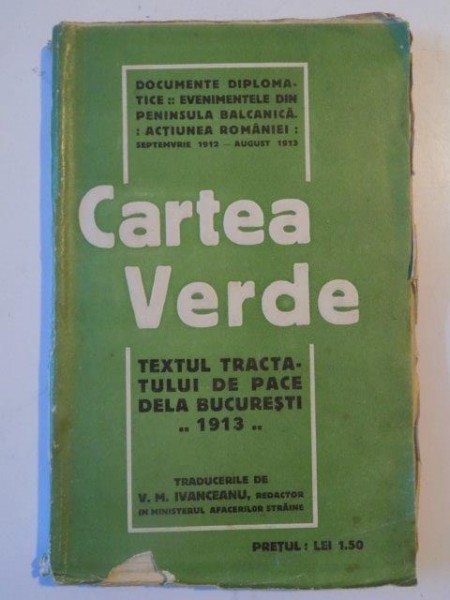 DOCUMENTE DIPLOMA-
TICE :: EVENIMENTELE DIN
PENINSULA BALCANICĂ.
: ACȚIUNEA ROMÂNIEI :
SEPTEMVRIE 1912 — AUGUST 1913
Cartea
Verde
TEXTUL TRACTA-
TULUI DE PACE
DELA BUCUREȘTI
.. 1913 ..
TRADUCERILE DE
V. M. IVANCEANU, REDACTOR
IN MINISTERUL AFACERILOR STRĂINE
PREȚUL : LEI 1.50